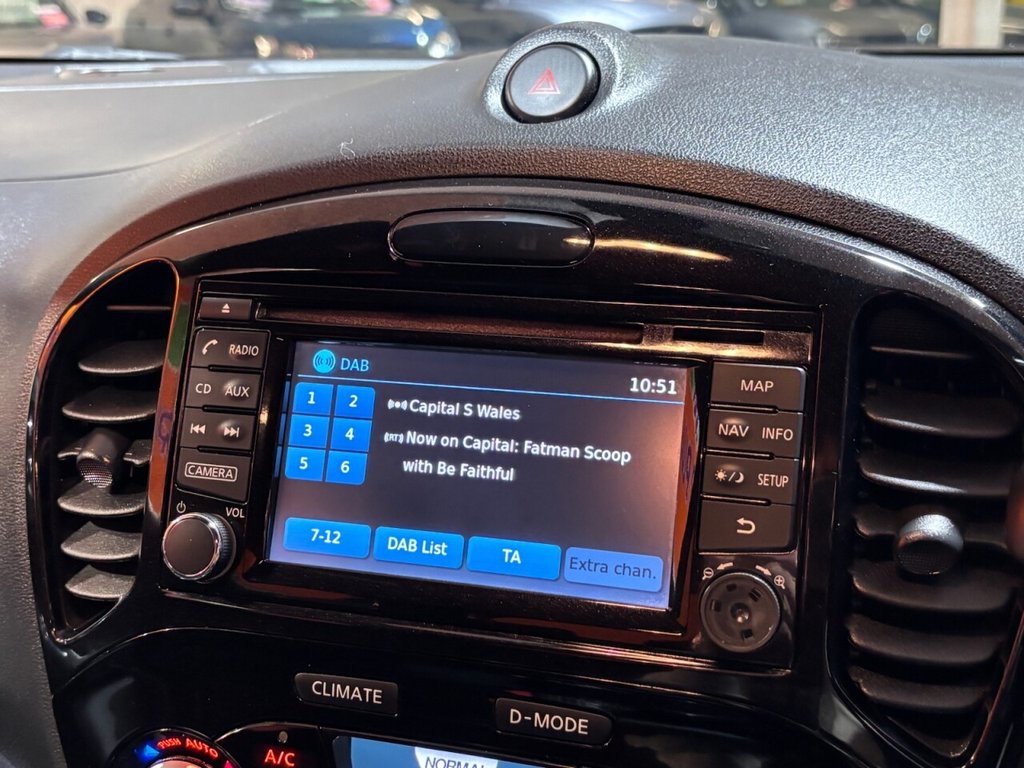 DAB
10:51
1 2
3 4
5 6
Capital S Wales
Now on Capital: Fatman Scoop
with Be Faithful
7-12
DAB List
TA
Extra chan.
RADIO
CD AUX
CAMERA
VOL
MAP
NAV INFO
SETUP
CLIMATE
D-MODE
PUSH AUTO
A/C
NORMAL